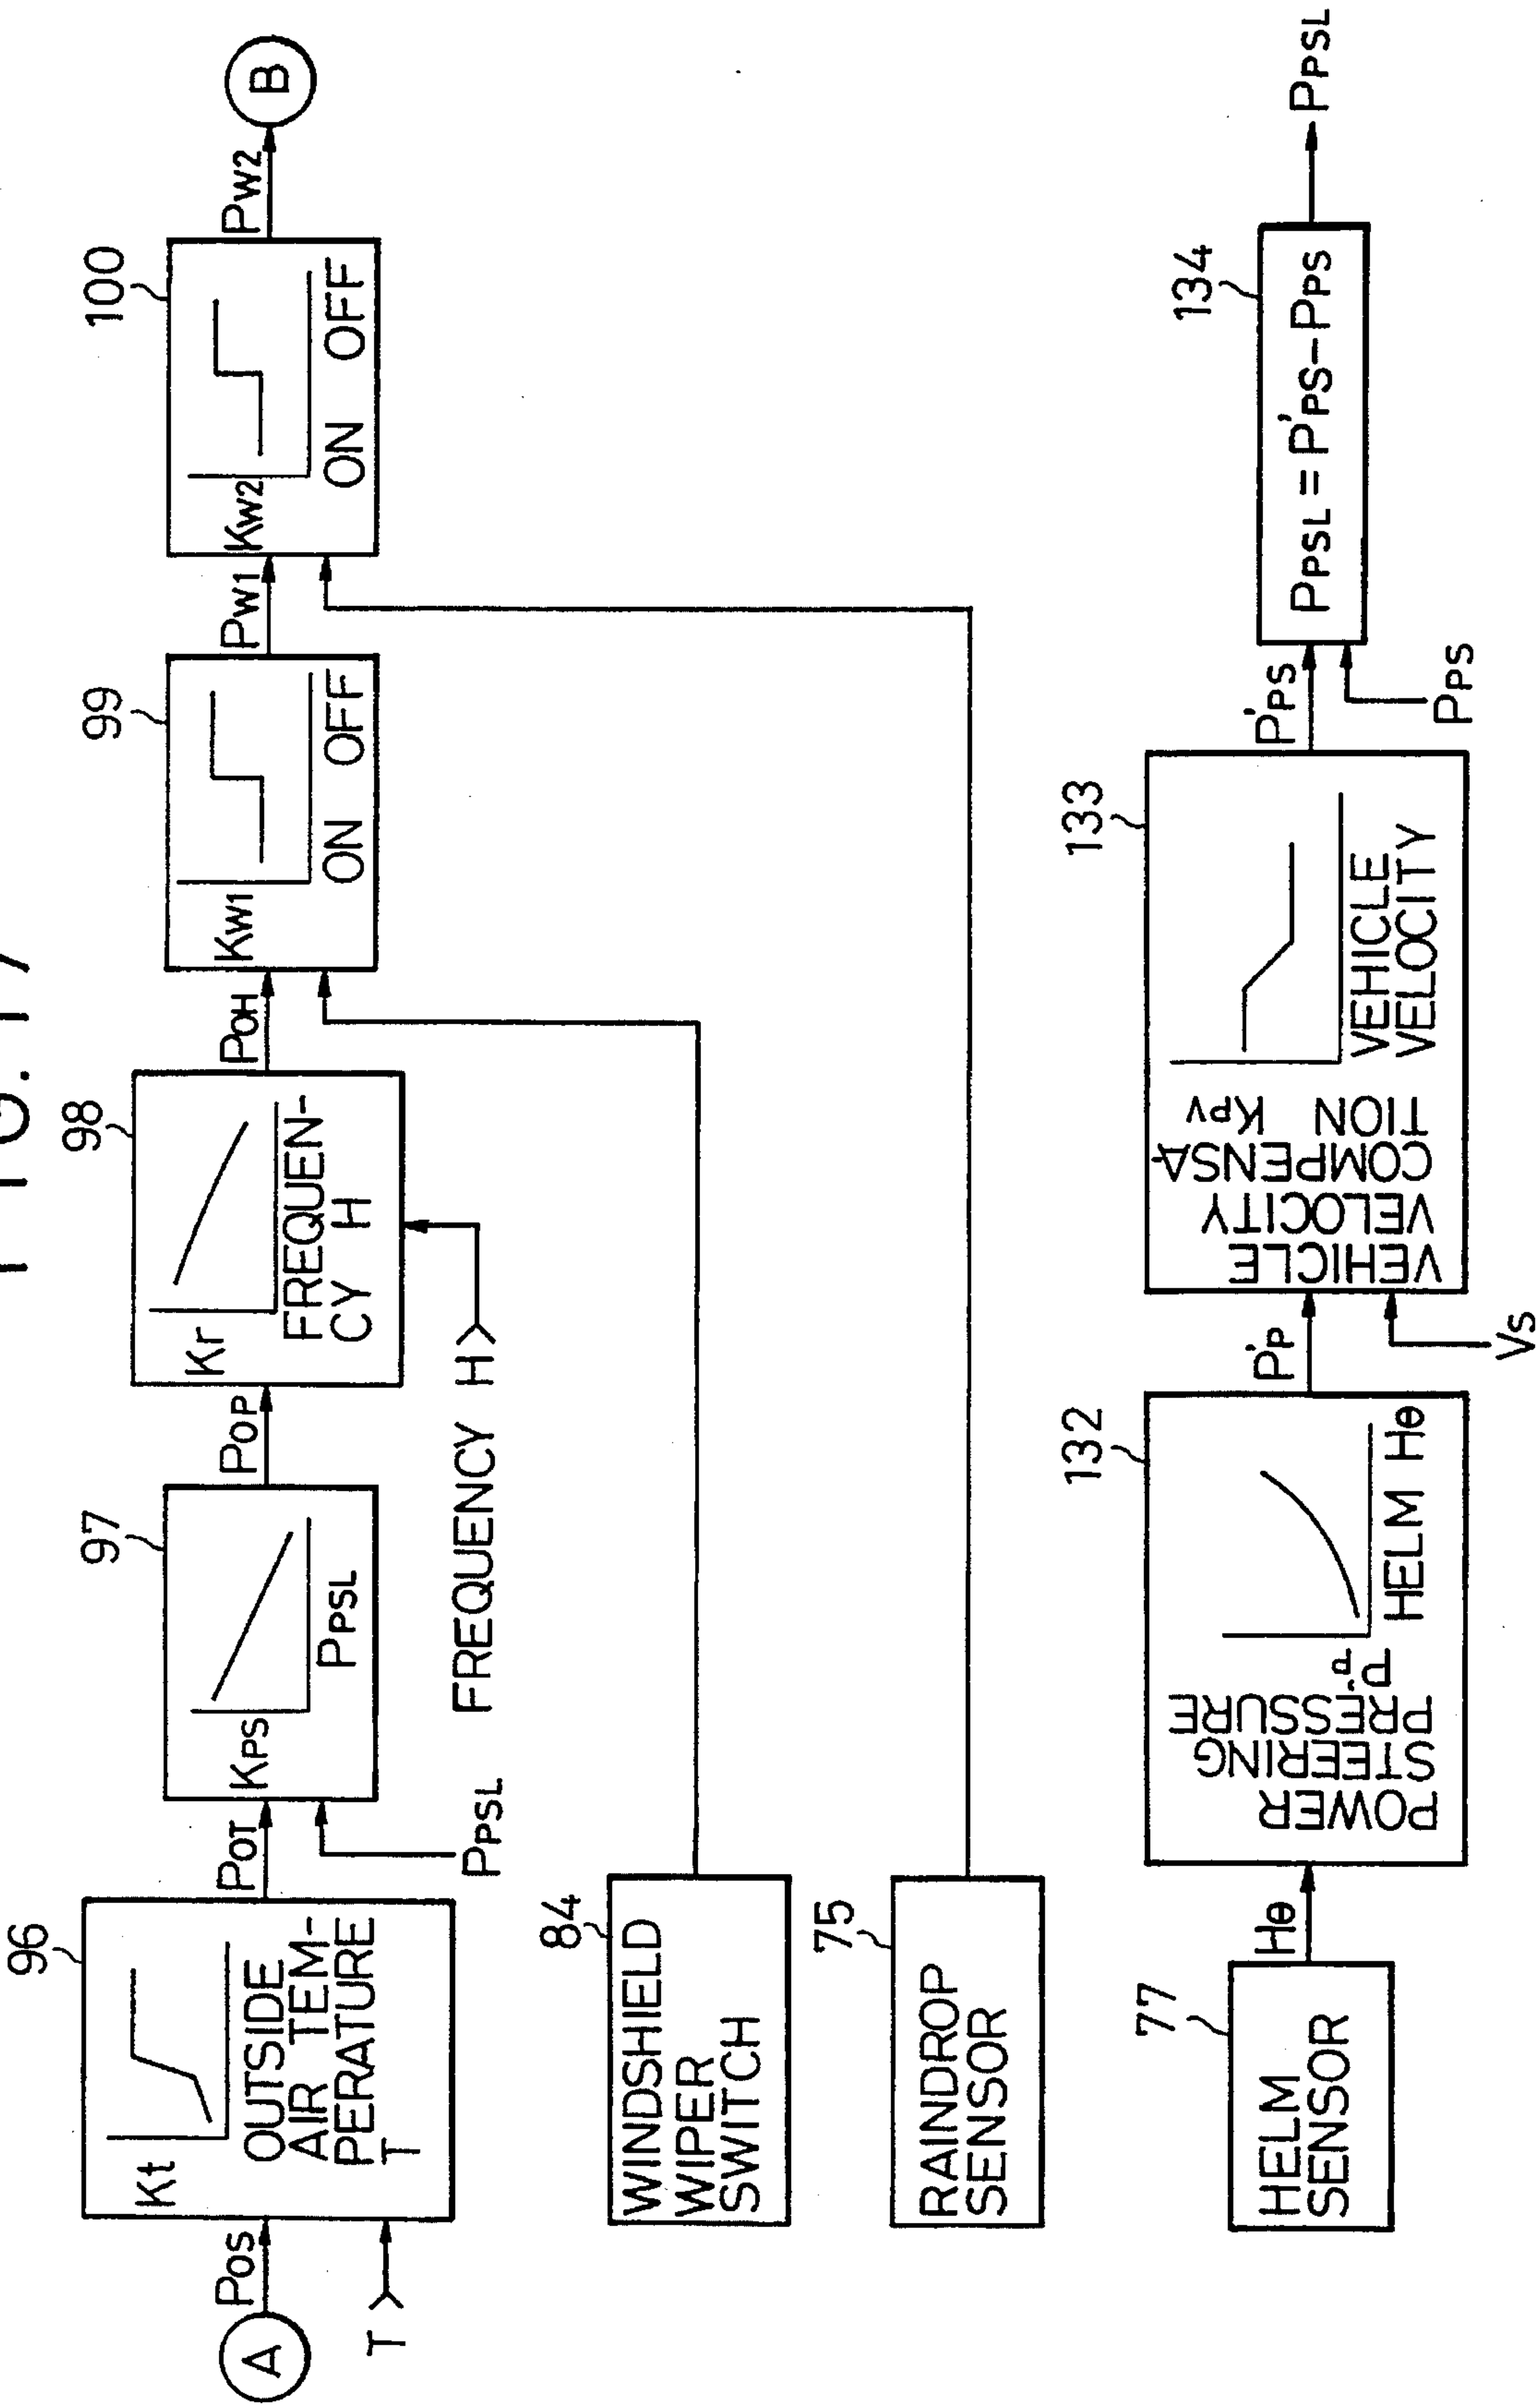 FIG. 17
A
POS
T
96
Kt
OUTSIDE
AIR TEM-
PERATURE
T
POT
PPSL
97
KPS
PPSL
POP
FREQUENCY H
98
Kr
FREQUEN-
CY H
POH
99
KW1
ON OFF
PW1
100
KW2
ON OFF
PW2
B
84
WINDSHIELD
WIPER
SWITCH
75
RAINDROP
SENSOR
77
HELM
SENSOR
Hθ
132
POWER
STEERING
PRESSURE
P'P
HELM Hθ
P'P
VS
133
VEHICLE
VELOCITY
COMPENSA-
TION KPV
VEHICLE
VELOCITY
P'PS
PPS
134
PPSL = P'PS-PPS
PPSL